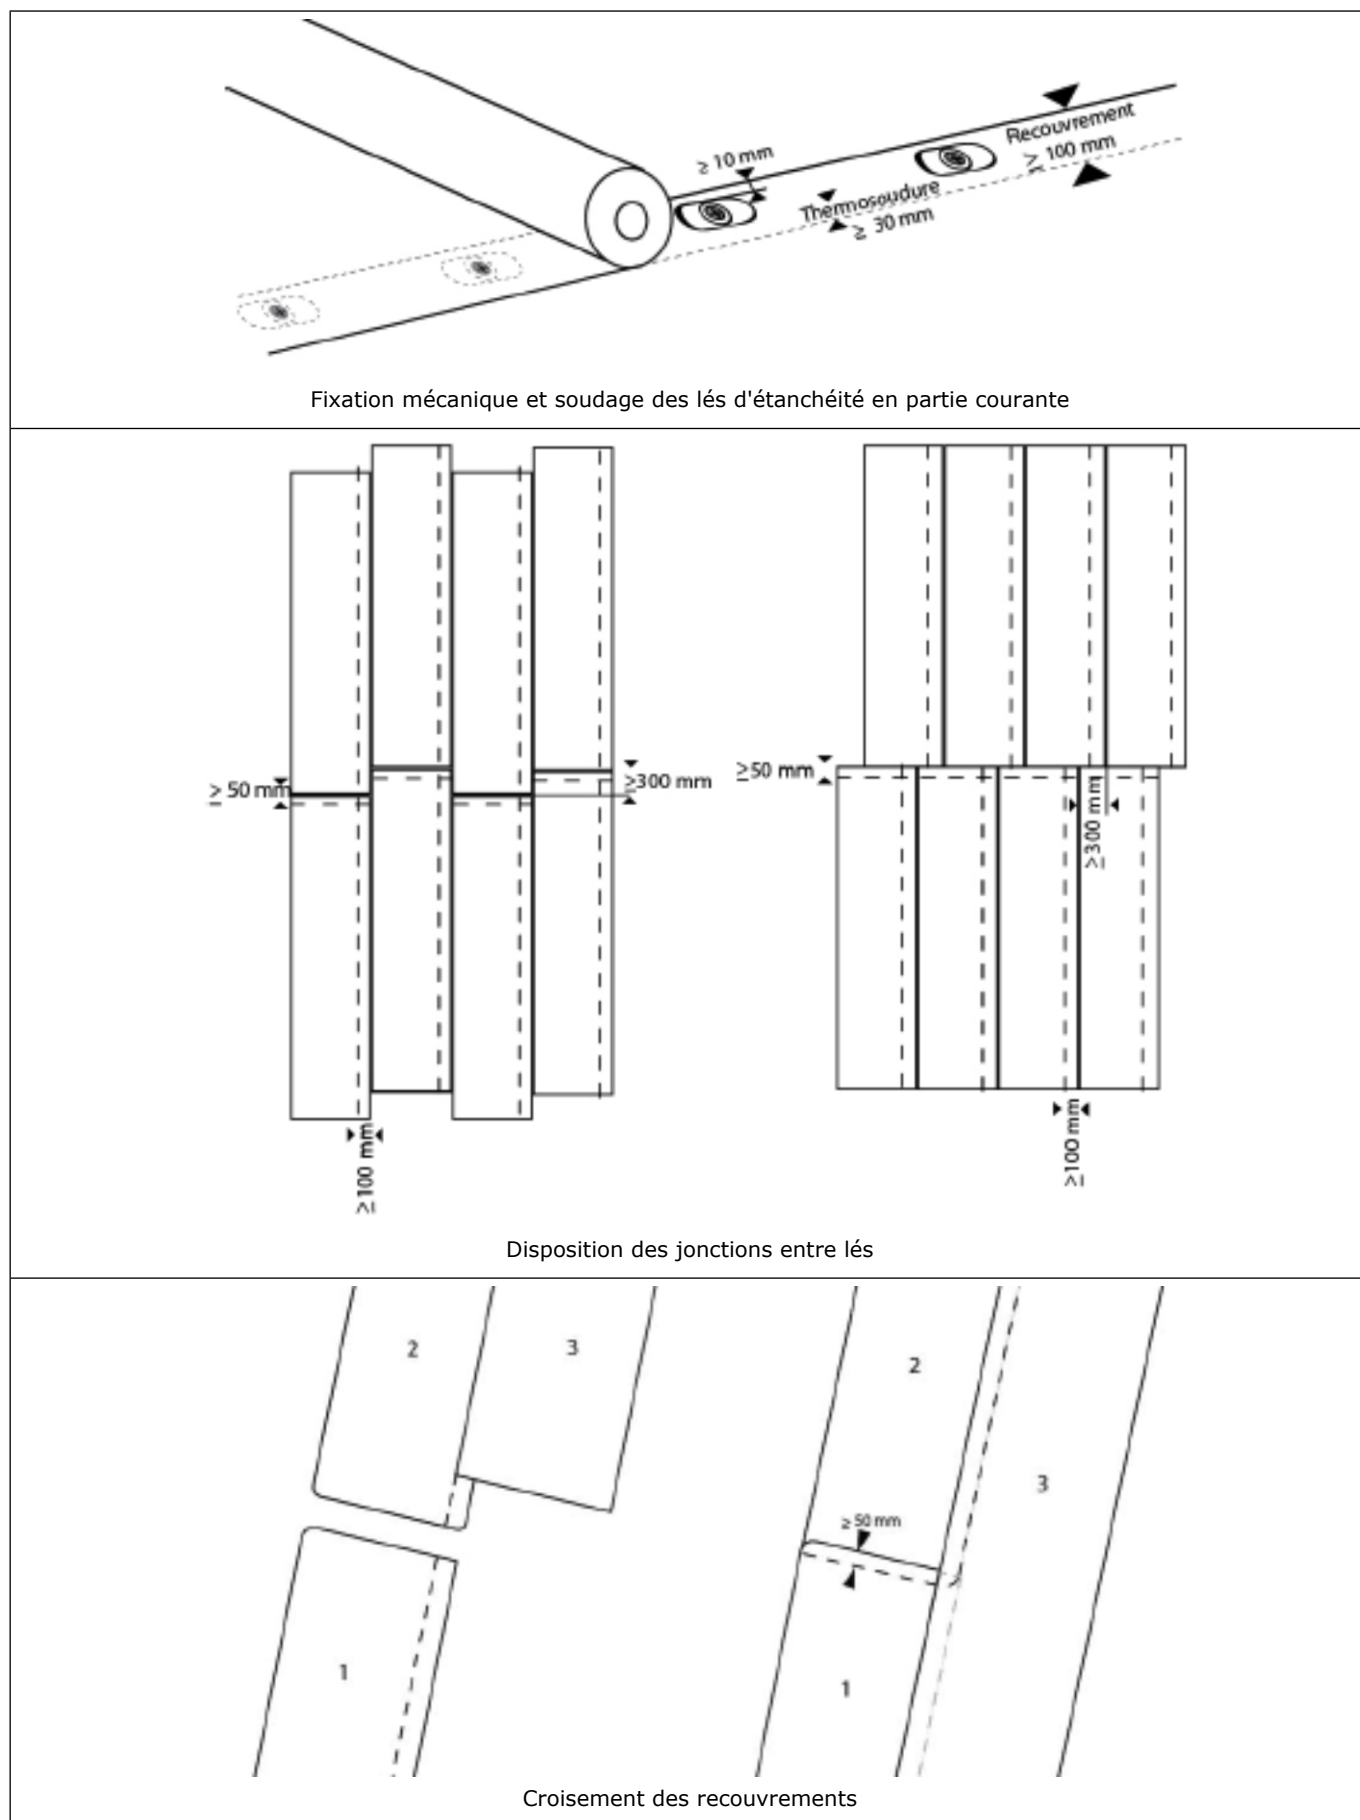 ≥ 10 mm
Recouvrement
≥ 100 mm
Thermosoudure
≥ 30 mm
Fixation mécanique et soudage des lés d'étanchéité en partie courante
≥ 50 mm
≥300 mm
≥100 mm
≥50 mm
≥300 mm
≥100 mm
Disposition des jonctions entre lés
2
3
1
2
3
≥ 50 mm
1
Croisement des recouvrements